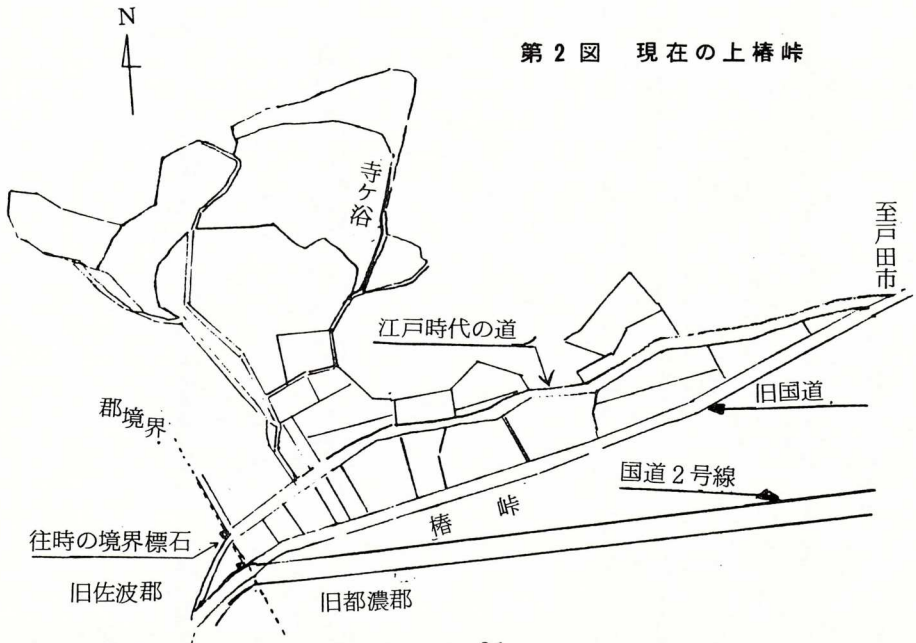 N
第2図 現在の上椿峠
寺ヶ浴
至戸田市
江戸時代の道
旧国道
郡境界
国道2号線
椿峠
往時の境界標石
旧佐波郡
旧都濃郡